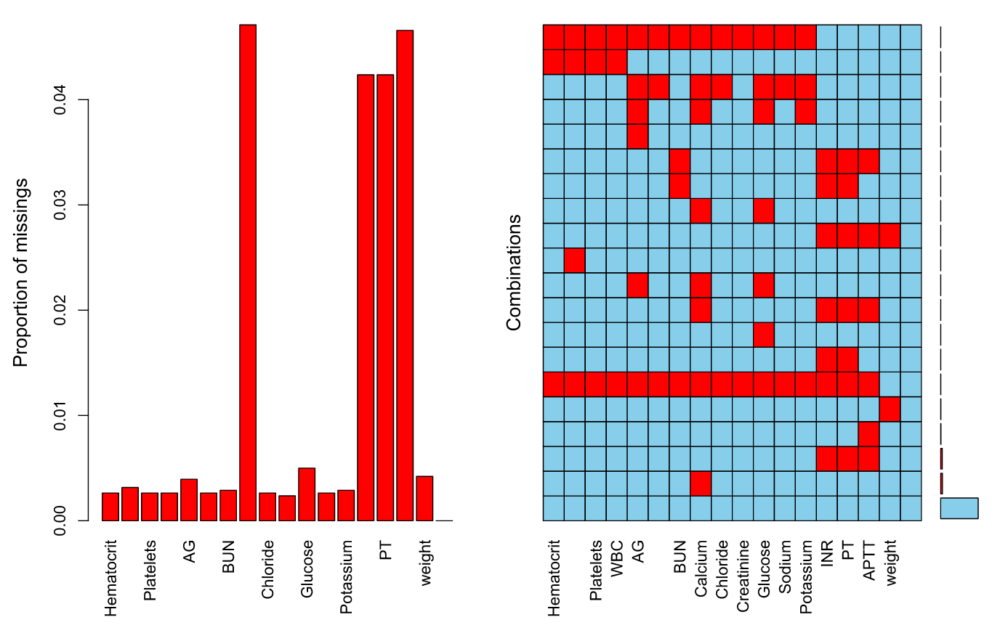 Proportion of missings
0.04
0.03
0.02
0.01
0.00
Hematocrit
Platelets
AG
BUN
Chloride
Glucose
Potassium
PT
weight
Combinations
Hematocrit
Platelets
WBC
AG
BUN
Calcium
Chloride
Creatinine
Glucose
Sodium
Potassium
INR
PT
APTT
weight